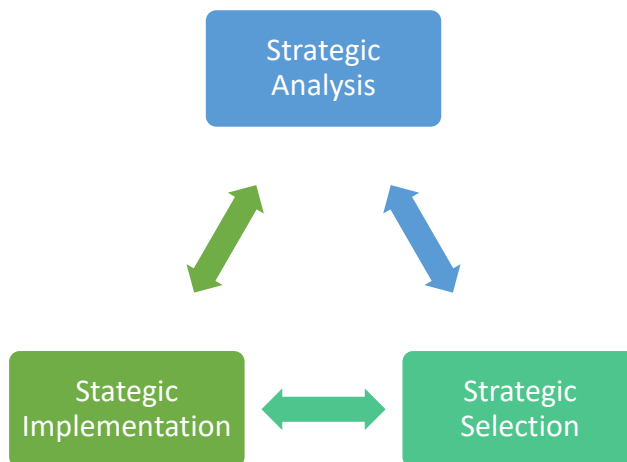 Strategic
Analysis
Stategic
Implementation
Strategic
Selection